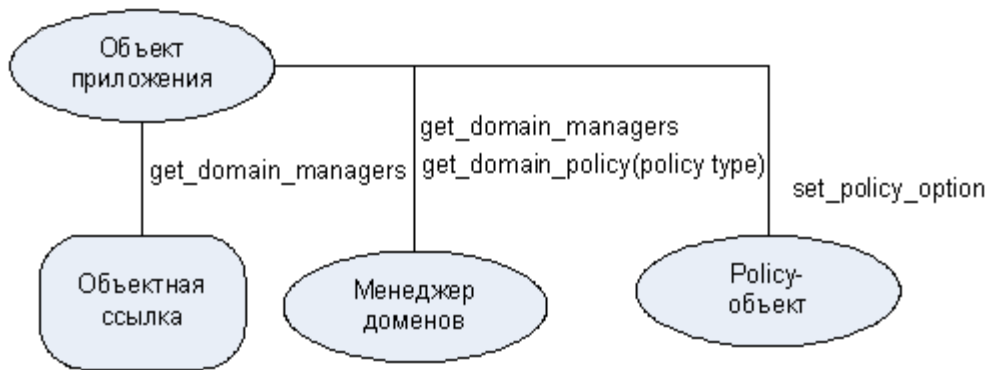 Объект
приложения
get_domain_managers
get_domain_managers
get_domain_policy(policy type)
set_policy_option
Объектная
ссылка
Менеджер
доменов
Policy-
объект